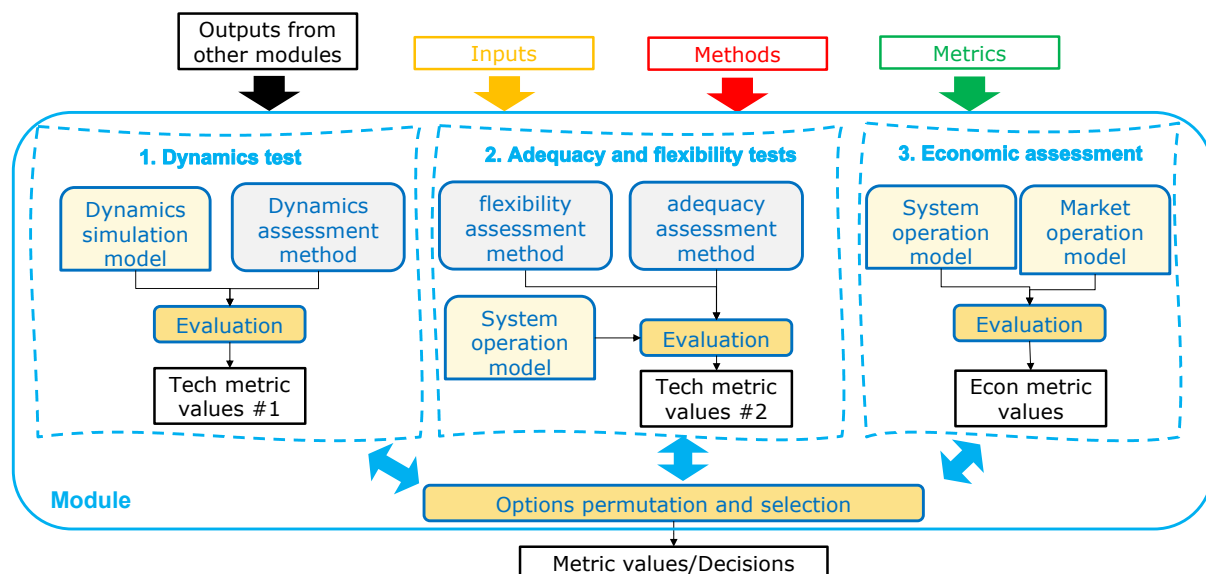 Outputs from
other modules
Inputs
Methods
Metrics
1. Dynamics test
2. Adequacy and flexibility tests
3. Economic assessment
Dynamics
simulation
model
Dynamics
assessment
method
flexibility
assessment
method
adequacy
assessment
method
System
operation
model
Market
operation
model
Evaluation
System
operation
model
Evaluation
Evaluation
Tech metric
values #1
Tech metric
values #2
Econ metric
values
Module
Options permutation and selection
Metric values/Decisions